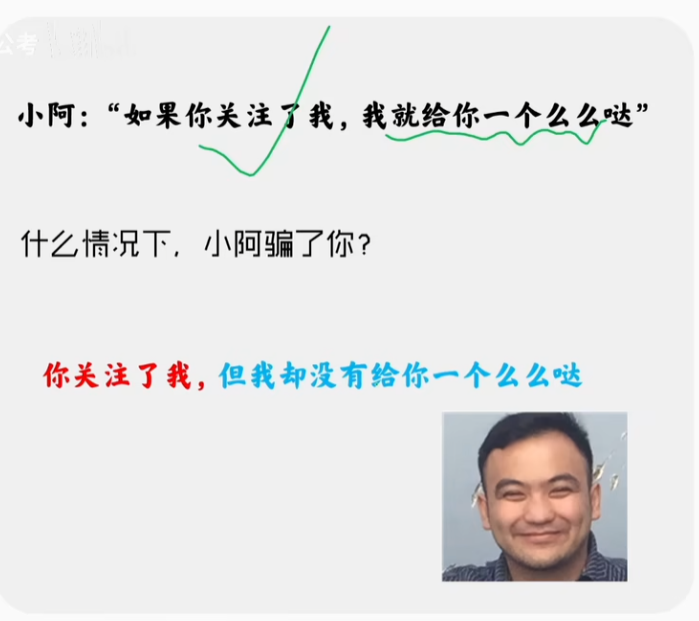 公考
小阿：“如果你关注了我，我就给你一个么么哒”
什么情况下，小阿骗了你？
你关注了我，但我却没有给你一个么么哒